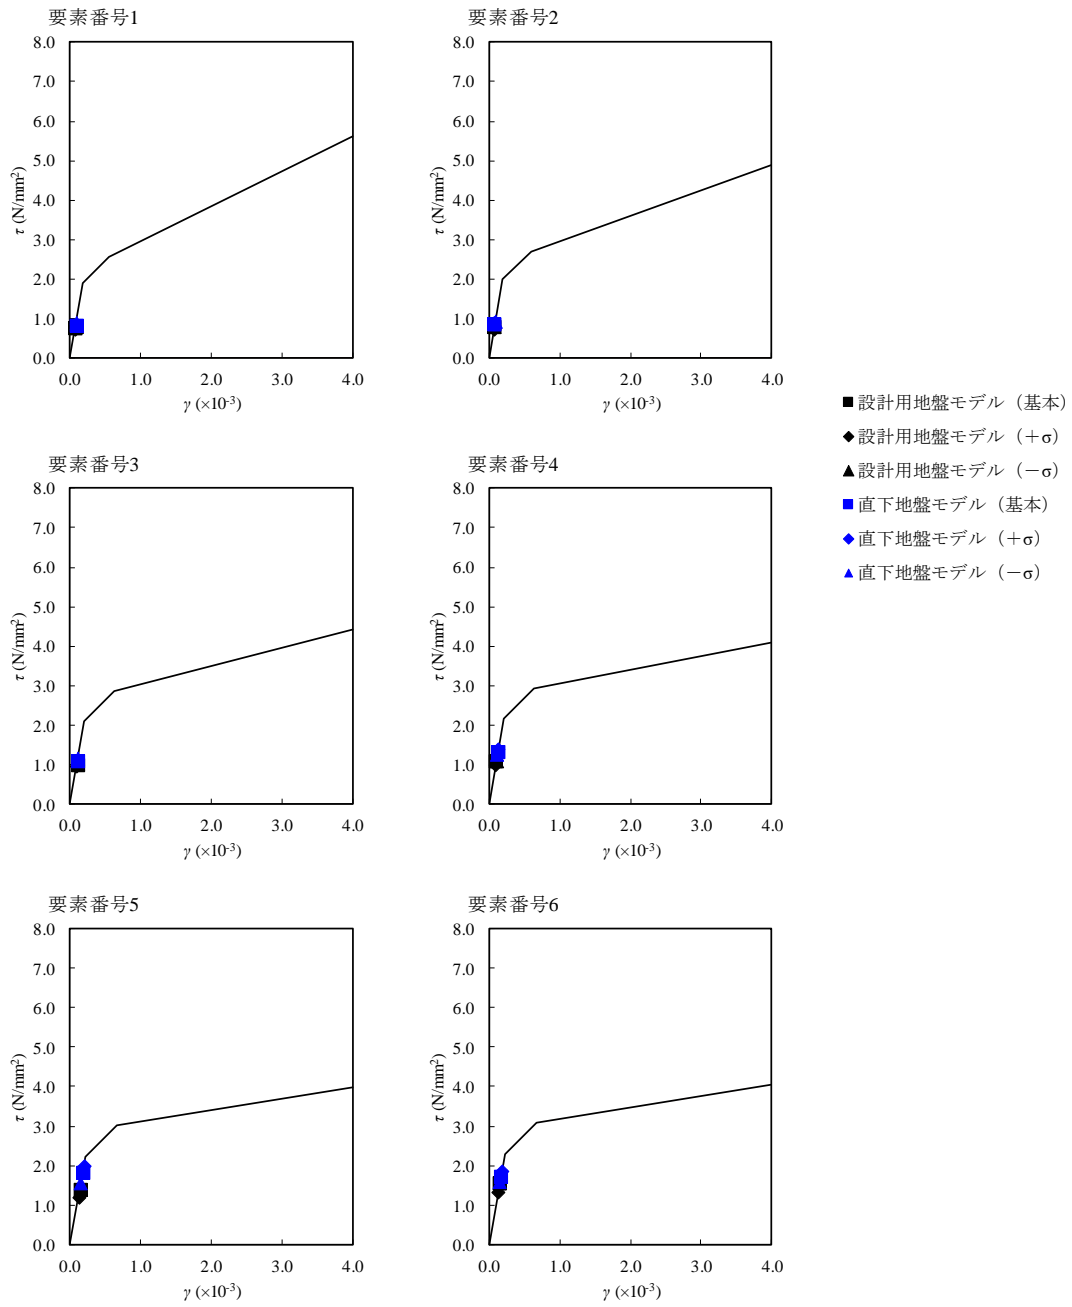 要素番号1
8.0
7.0
6.0
5.0
4.0
3.0
2.0
1.0
0.0
τ (N/mm²)
0.0 1.0 2.0 3.0 4.0
γ (×10⁻³)
要素番号2
8.0
7.0
6.0
5.0
4.0
3.0
2.0
1.0
0.0
τ (N/mm²)
0.0 1.0 2.0 3.0 4.0
γ (×10⁻³)
設計用地盤モデル（基本）
設計用地盤モデル（＋σ）
設計用地盤モデル（－σ）
直下地盤モデル（基本）
直下地盤モデル（＋σ）
直下地盤モデル（－σ）
要素番号3
8.0
7.0
6.0
5.0
4.0
3.0
2.0
1.0
0.0
τ (N/mm²)
0.0 1.0 2.0 3.0 4.0
γ (×10⁻³)
要素番号4
8.0
7.0
6.0
5.0
4.0
3.0
2.0
1.0
0.0
τ (N/mm²)
0.0 1.0 2.0 3.0 4.0
γ (×10⁻³)
要素番号5
8.0
7.0
6.0
5.0
4.0
3.0
2.0
1.0
0.0
τ (N/mm²)
0.0 1.0 2.0 3.0 4.0
γ (×10⁻³)
要素番号6
8.0
7.0
6.0
5.0
4.0
3.0
2.0
1.0
0.0
τ (N/mm²)
0.0 1.0 2.0 3.0 4.0
γ (×10⁻³)